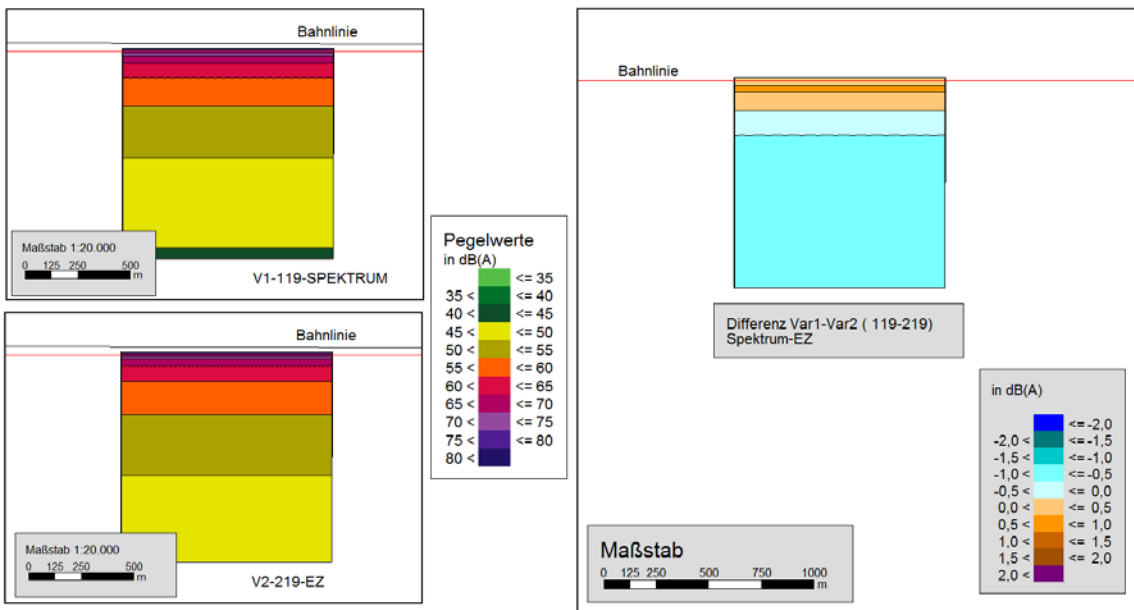 Bahnlinie
Maßstab 1:20.000
0 125 250 500
m
V1-119-SPEKTRUM
Bahnlinie
Maßstab 1:20.000
0 125 250 500
m
V2-219-EZ
Pegelwerte
in dB(A)
<= 35
35 < <= 40
40 < <= 45
45 < <= 50
50 < <= 55
55 < <= 60
60 < <= 65
65 < <= 70
70 < <= 75
75 < <= 80
80 <
Bahnlinie
Differenz Var1-Var2 ( 119-219)
Spektrum-EZ
Maßstab
0 125 250 500 750 1000
m
in dB(A)
<= -2,0
-2,0 < <= -1,5
-1,5 < <= -1,0
-1,0 < <= -0,5
-0,5 < <= 0,0
0,0 < <= 0,5
0,5 < <= 1,0
1,0 < <= 1,5
1,5 < <= 2,0
2,0 <